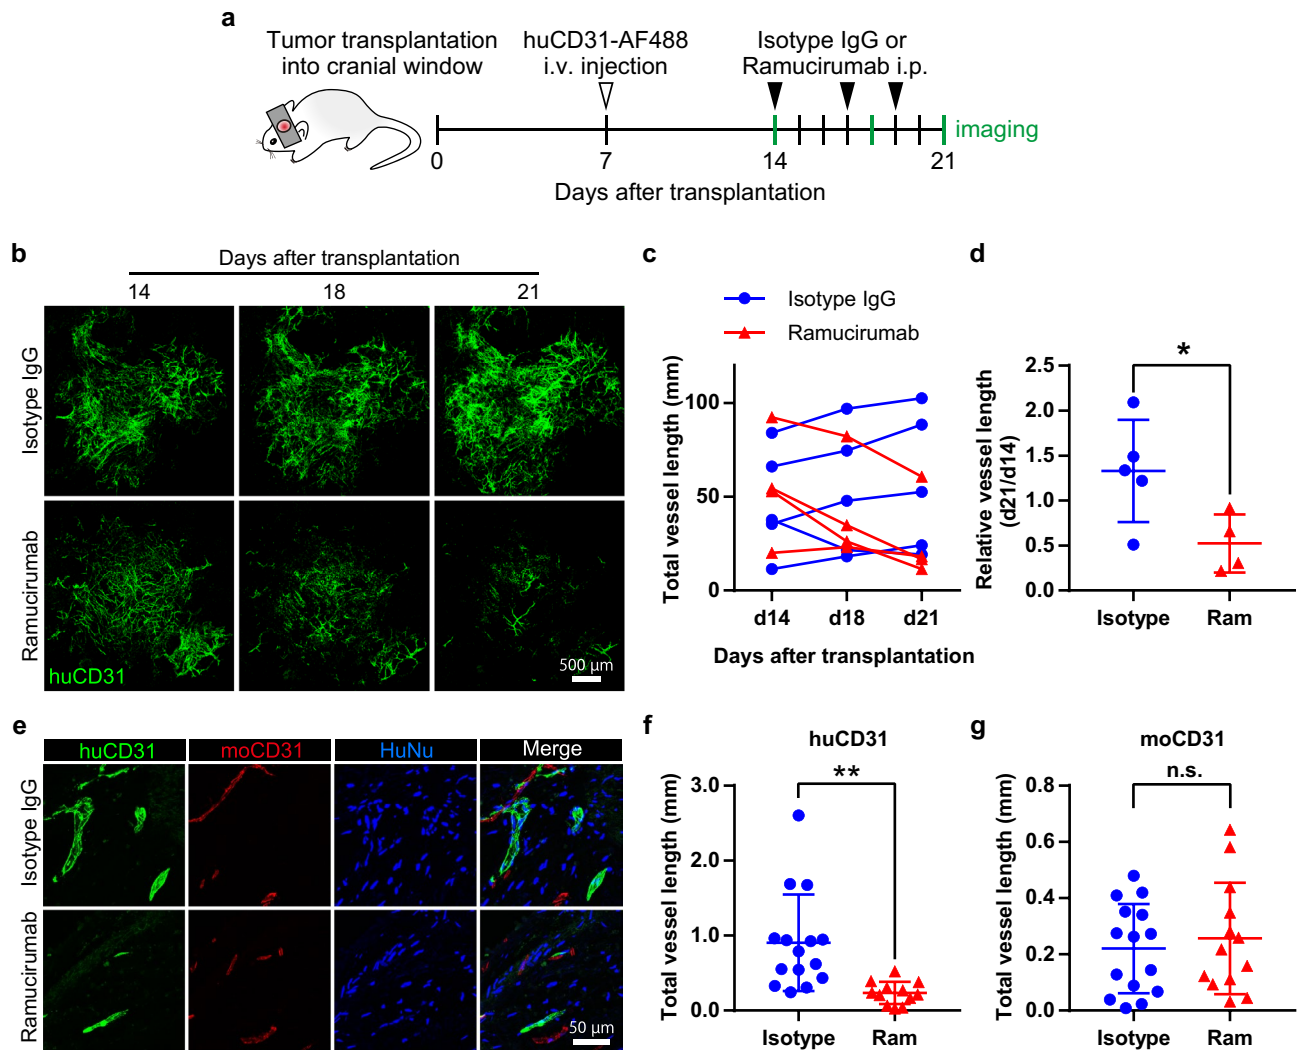 a
Tumor transplantation
into cranial window
huCD31-AF488
i.v. injection
Isotype IgG or
Ramucirumab i.p.
imaging
0
7
14
21
Days after transplantation
b
Days after transplantation
14
18
21
Isotype IgG
Ramucirumab
huCD31
500 µm
c
Isotype IgG
Ramucirumab
Total vessel length (mm)
100
50
0
d14
d18
d21
Days after transplantation
d
*
Relative vessel length
(d21/d14)
2.5
2.0
1.5
1.0
0.5
0.0
Isotype
Ram
e
huCD31
moCD31
HuNu
Merge
Isotype IgG
Ramucirumab
50 µm
f
huCD31
**
Total vessel length (mm)
3.0
2.0
1.0
0.0
Isotype
Ram
g
moCD31
n.s.
Total vessel length (mm)
0.8
0.6
0.4
0.2
0.0
Isotype
Ram